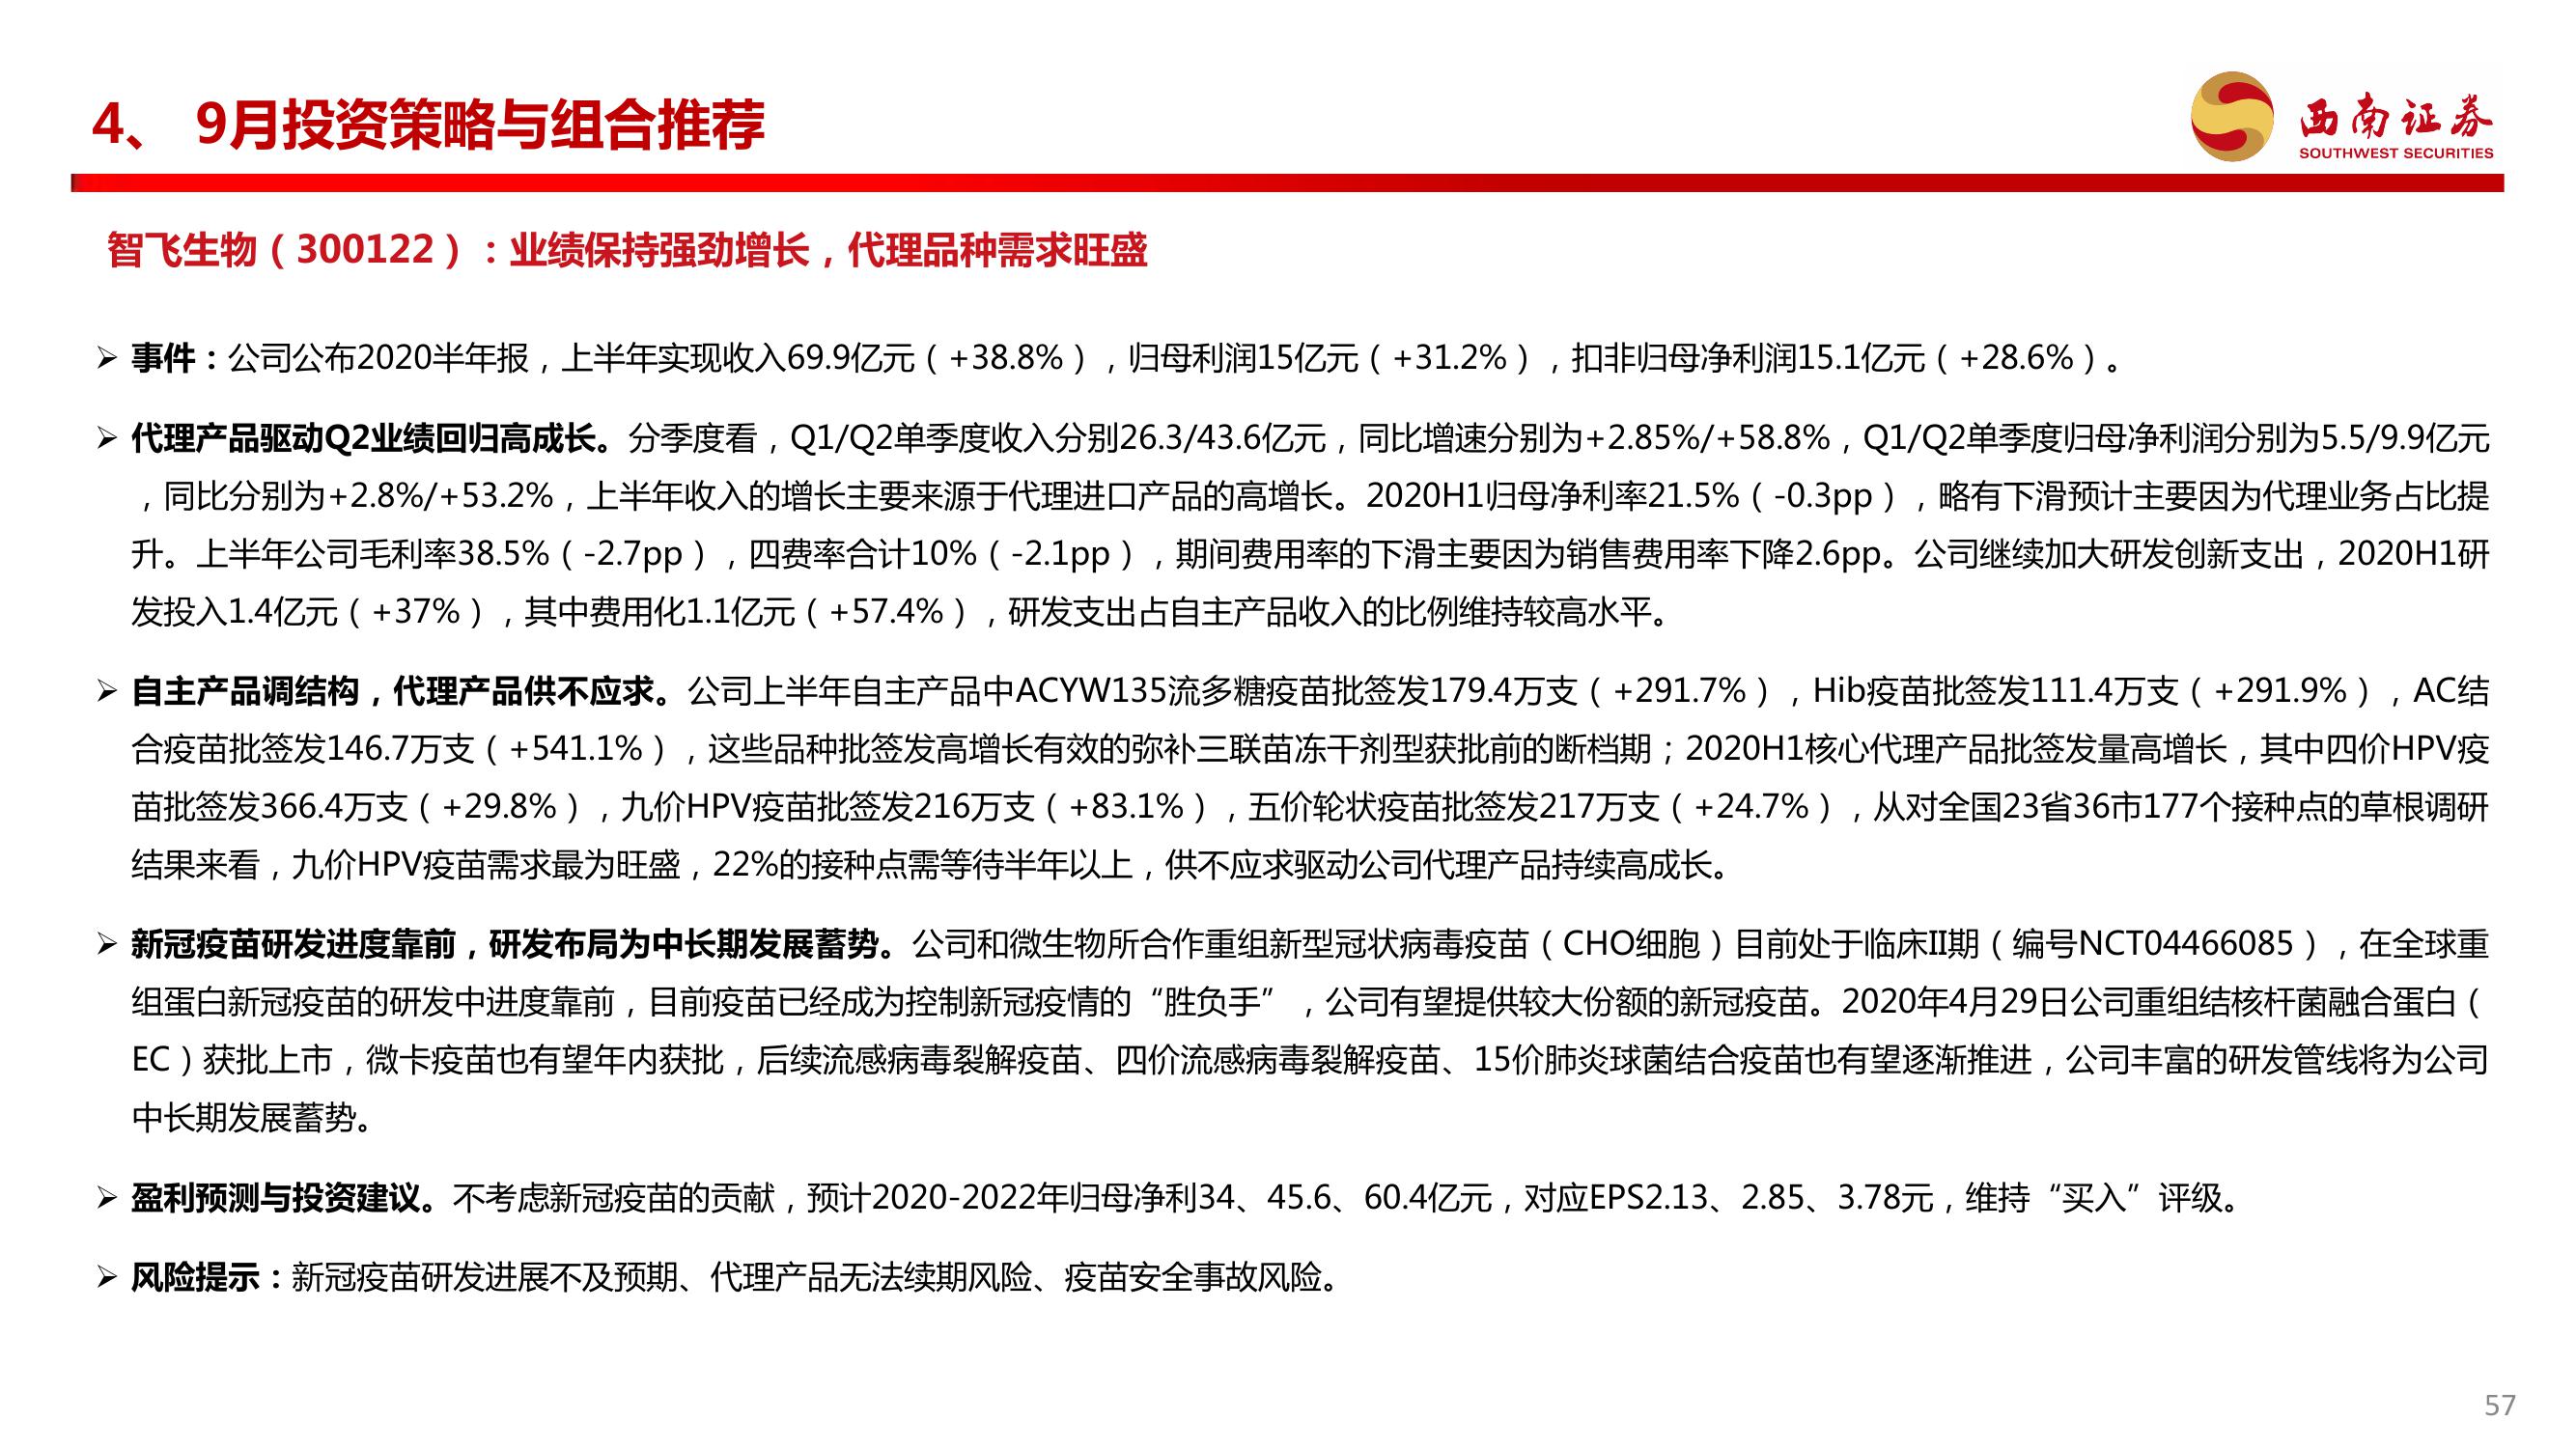 4、 9月投资策略与组合推荐
西南证券
SOUTHWEST SECURITIES
智飞生物（300122）：业绩保持强劲增长，代理品种需求旺盛
➢ 事件：公司公布2020半年报，上半年实现收入69.9亿元（+38.8%），归母利润15亿元（+31.2%），扣非归母净利润15.1亿元（+28.6%）。
➢ 代理产品驱动Q2业绩回归高成长。分季度看，Q1/Q2单季度收入分别26.3/43.6亿元，同比增速分别为+2.85%/+58.8%，Q1/Q2单季度归母净利润分别为5.5/9.9亿元
，同比分别为+2.8%/+53.2%，上半年收入的增长主要来源于代理进口产品的高增长。2020H1归母净利率21.5%（-0.3pp），略有下滑预计主要因为代理业务占比提
升。上半年公司毛利率38.5%（-2.7pp），四费率合计10%（-2.1pp），期间费用率的下滑主要因为销售费用率下降2.6pp。公司继续加大研发创新支出，2020H1研
发投入1.4亿元（+37%），其中费用化1.1亿元（+57.4%），研发支出占自主产品收入的比例维持较高水平。
➢ 自主产品调结构，代理产品供不应求。公司上半年自主产品中ACYW135流多糖疫苗批签发179.4万支（+291.7%），Hib疫苗批签发111.4万支（+291.9%），AC结
合疫苗批签发146.7万支（+541.1%），这些品种批签发高增长有效的弥补三联苗冻干剂型获批前的断档期；2020H1核心代理产品批签发量高增长，其中四价HPV疫
苗批签发366.4万支（+29.8%），九价HPV疫苗批签发216万支（+83.1%），五价轮状疫苗批签发217万支（+24.7%），从对全国23省36市177个接种点的草根调研
结果来看，九价HPV疫苗需求最为旺盛，22%的接种点需等待半年以上，供不应求驱动公司代理产品持续高成长。
➢ 新冠疫苗研发进度靠前，研发布局为中长期发展蓄势。公司和微生物所合作重组新型冠状病毒疫苗（CHO细胞）目前处于临床II期（编号NCT04466085），在全球重
组蛋白新冠疫苗的研发中进度靠前，目前疫苗已经成为控制新冠疫情的“胜负手”，公司有望提供较大份额的新冠疫苗。2020年4月29日公司重组结核杆菌融合蛋白（
EC）获批上市，微卡疫苗也有望年内获批，后续流感病毒裂解疫苗、四价流感病毒裂解疫苗、15价肺炎球菌结合疫苗也有望逐渐推进，公司丰富的研发管线将为公司
中长期发展蓄势。
➢ 盈利预测与投资建议。不考虑新冠疫苗的贡献，预计2020-2022年归母净利34、45.6、60.4亿元，对应EPS2.13、2.85、3.78元，维持“买入”评级。
➢ 风险提示：新冠疫苗研发进展不及预期、代理产品无法续期风险、疫苗安全事故风险。
57